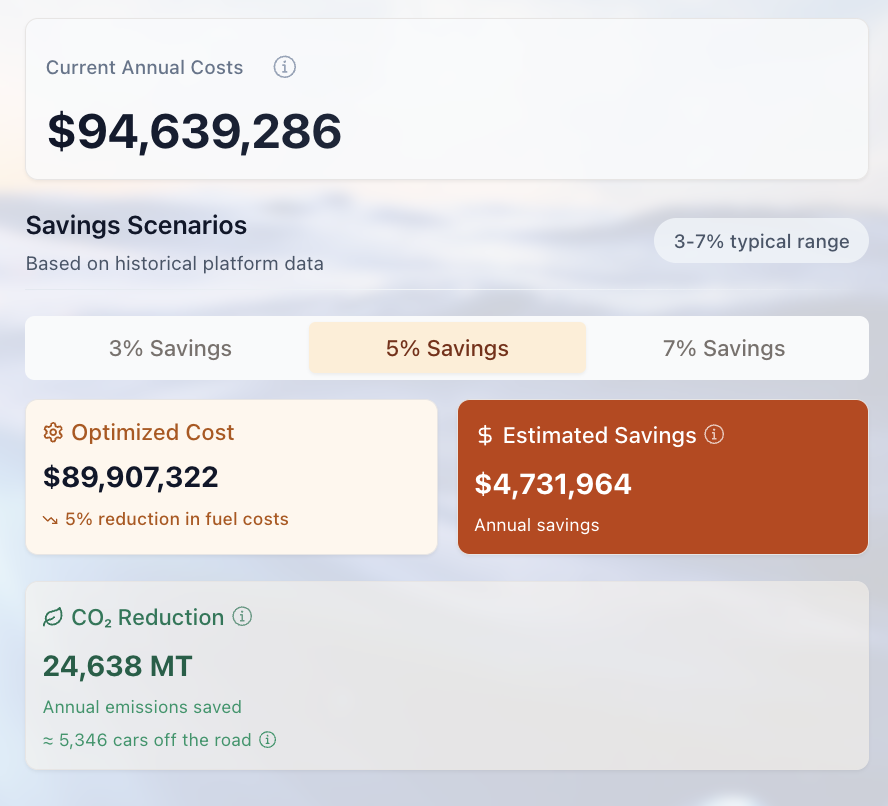 Current Annual Costs
$94,639,286
Savings Scenarios
3-7% typical range
Based on historical platform data
3% Savings
5% Savings
7% Savings
Optimized Cost
$89,907,322
5% reduction in fuel costs
$ Estimated Savings
$4,731,964
Annual savings
CO₂ Reduction
24,638 MT
Annual emissions saved
≈ 5,346 cars off the road